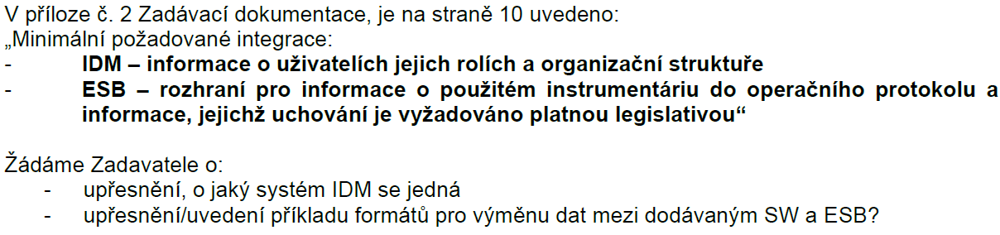 V příloze č. 2 Zadávací dokumentace, je na straně 10 uvedeno:
„Minimální požadované integrace:
- IDM – informace o uživatelích jejich rolích a organizační struktuře
- ESB – rozhraní pro informace o použitém instrumentáriu do operačního protokolu a
informace, jejichž uchování je vyžadováno platnou legislativou“
Žádáme Zadavatele o:
- upřesnění, o jaký systém IDM se jedná
- upřesnění/uvedení příkladu formátů pro výměnu dat mezi dodávaným SW a ESB?